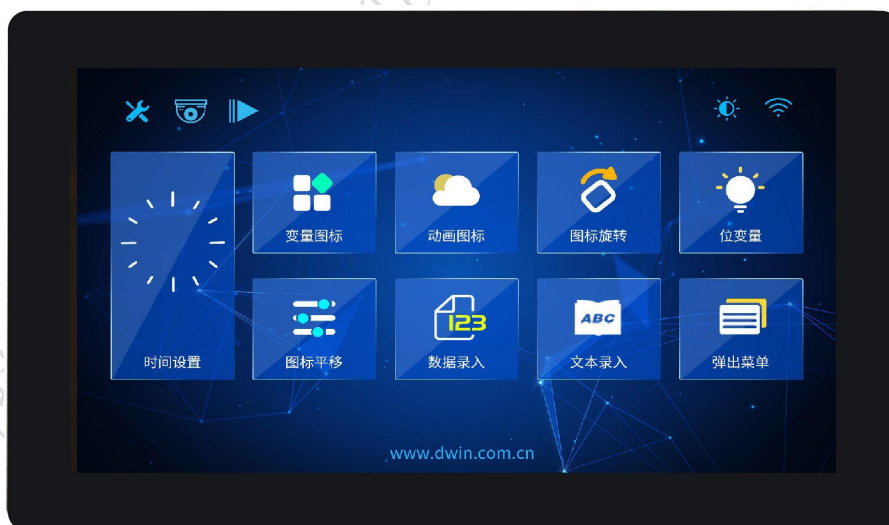 变量图标
动画图标
图标旋转
位变量
123
ABC
时间设置
图标平移
数据录入
文本录入
弹出菜单
www.dwin.com.cn